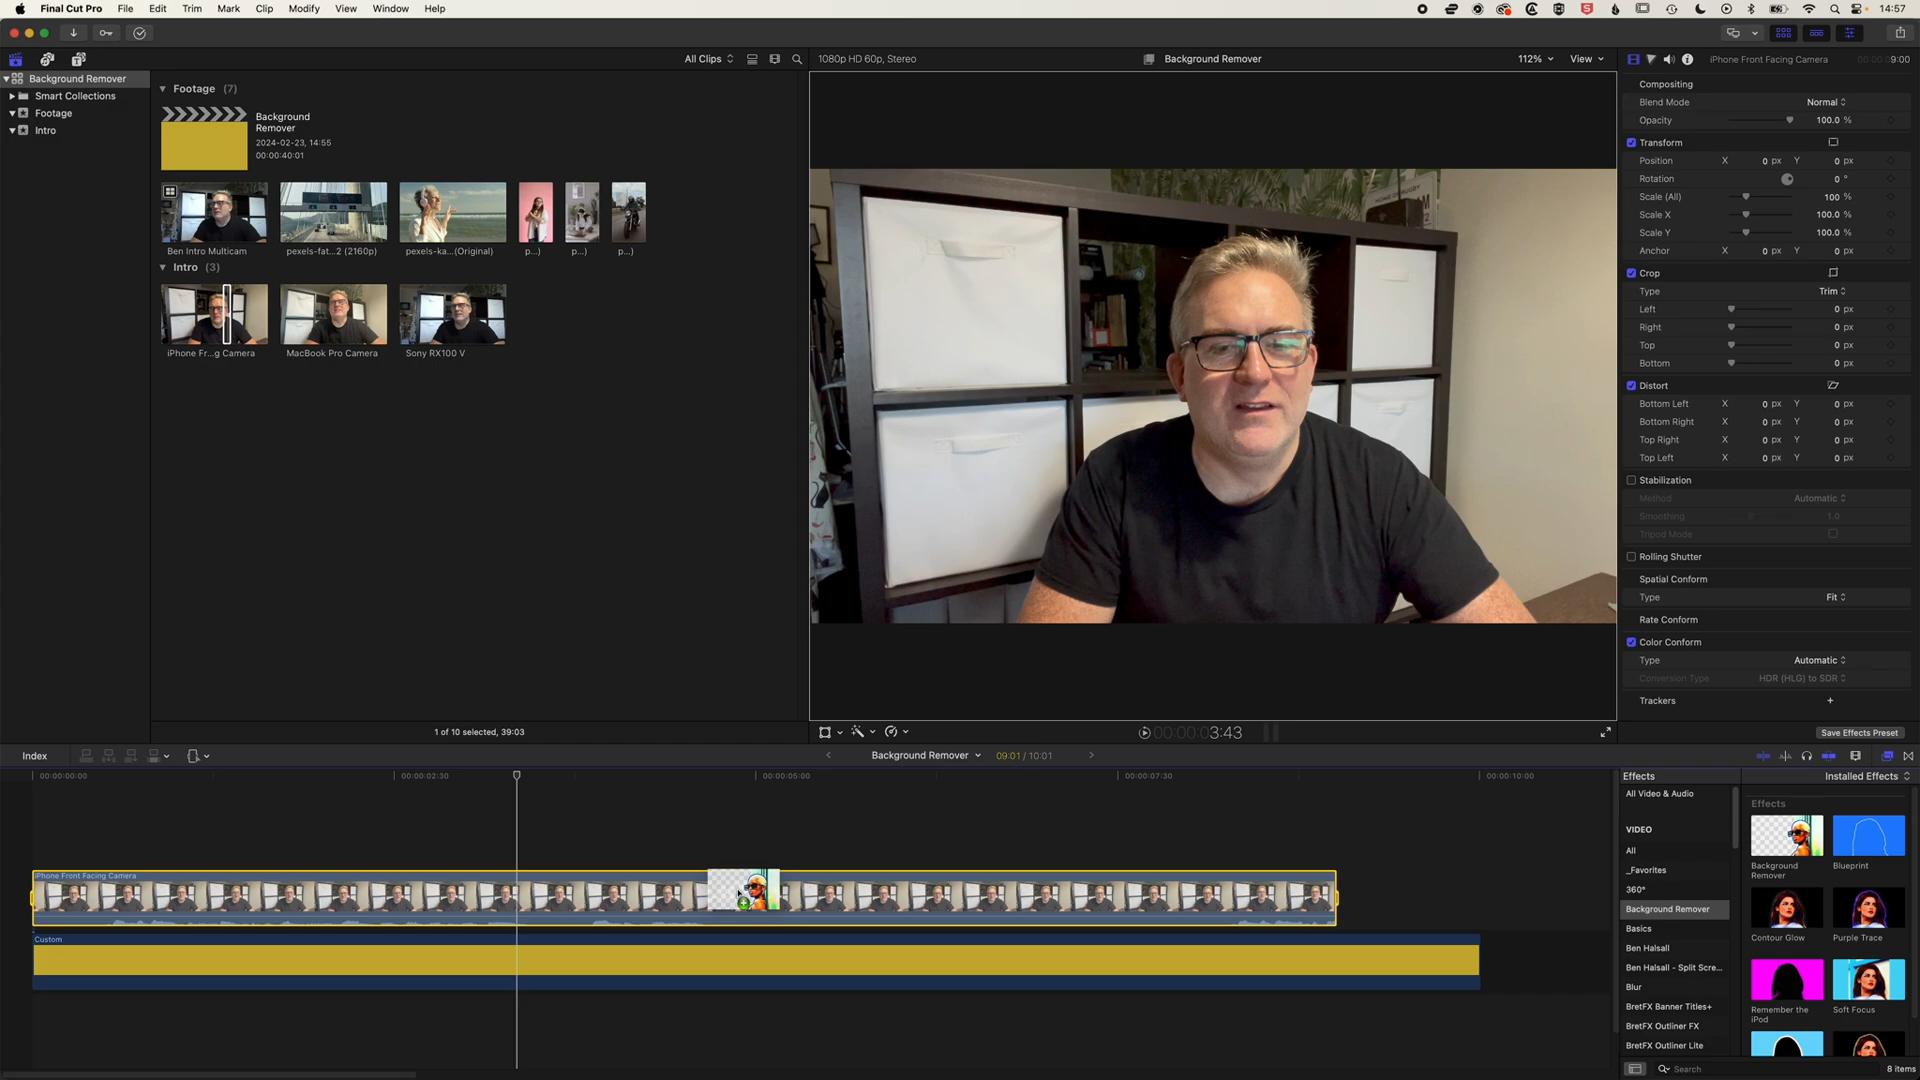 Final Cut Pro File Edit Trim Mark Clip Modify View Window Help 14:57
All Clips 1080p HD 60p, Stereo Background Remover 112% View iPhone Front Facing Camera 9:00
Background Remover
Smart Collections
Footage
Intro
Footage (7)
Background
Remover
2024-02-23, 14:55
00:00:40:01
Ben Intro Multicam pexels-fat...2 (2160p) pexels-ka...(Original) p...) p...) p...)
Intro (3)
iPhone Fr...g Camera MacBook Pro Camera Sony RX100 V
1 of 10 selected, 39:03
00:00:03:43
Compositing
Blend Mode Normal
Opacity 100.0 %
Transform
Position X 0 px Y 0 px
Rotation 0 °
Scale (All) 100 %
Scale X 100.0 %
Scale Y 100.0 %
Anchor X 0 px Y 0 px
Crop
Type Trim
Left 0 px
Right 0 px
Top 0 px
Bottom 0 px
Distort
Bottom Left X 0 px Y 0 px
Bottom Right X 0 px Y 0 px
Top Right X 0 px Y 0 px
Top Left X 0 px Y 0 px
Stabilization
Method Automatic
Smoothing 1.0
Tripod Mode
Rolling Shutter
Spatial Conform
Type Fit
Rate Conform
Color Conform
Type Automatic
Conversion Type HDR (HLG) to SDR
Trackers +
Save Effects Preset
Index Background Remover 09:01 / 10:01
00:00:00:00 00:00:02:30 00:00:05:00 00:00:07:30 00:00:10:00
iPhone Front Facing Camera
Custom
Effects Installed Effects
All Video & Audio
VIDEO
All
_Favorites
360°
Background Remover
Basics
Ben Halsall
Ben Halsall - Split Scre...
Blur
BretFX Banner Titles+
BretFX Outliner FX
BretFX Outliner Lite
Effects
Background
Remover
Blueprint
Contour Glow
Purple Trace
Remember the
iPod
Soft Focus
Search 8 items